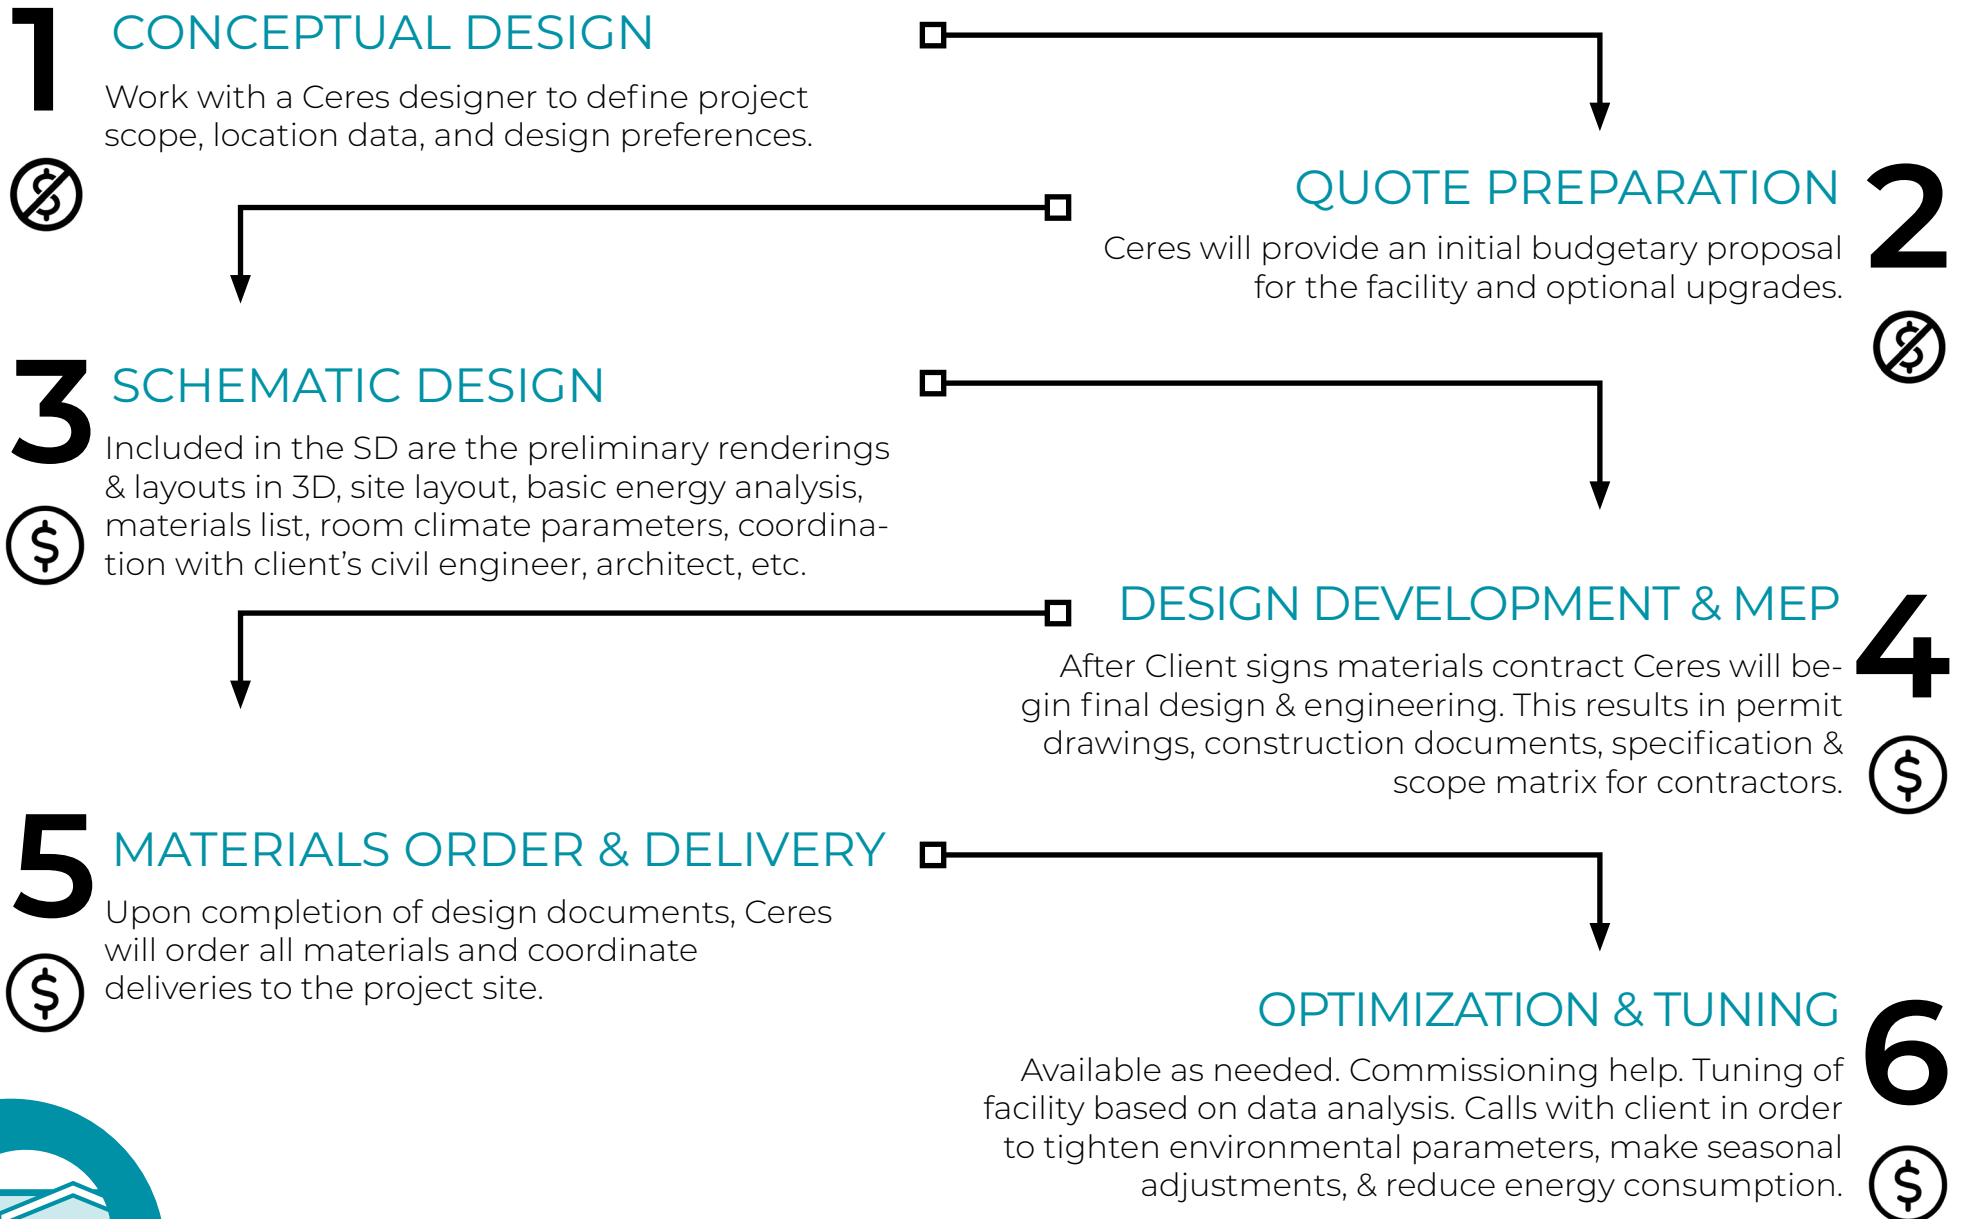 1
CONCEPTUAL DESIGN
Work with a Ceres designer to define project
scope, location data, and design preferences.
$
QUOTE PREPARATION
2
Ceres will provide an initial budgetary proposal
for the facility and optional upgrades.
$
3
SCHEMATIC DESIGN
Included in the SD are the preliminary renderings
& layouts in 3D, site layout, basic energy analysis,
materials list, room climate parameters, coordina-
tion with client’s civil engineer, architect, etc.
$
DESIGN DEVELOPMENT & MEP
4
After Client signs materials contract Ceres will be-
gin final design & engineering. This results in permit
drawings, construction documents, specification &
scope matrix for contractors.
$
5
MATERIALS ORDER & DELIVERY
Upon completion of design documents, Ceres
will order all materials and coordinate
deliveries to the project site.
$
OPTIMIZATION & TUNING
6
Available as needed. Commissioning help. Tuning of
facility based on data analysis. Calls with client in order
to tighten environmental parameters, make seasonal
adjustments, & reduce energy consumption.
$